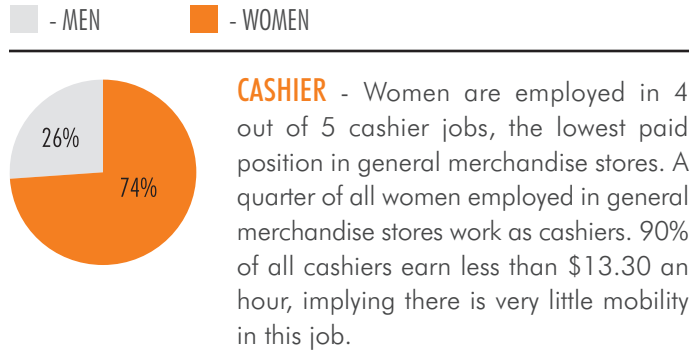 - MEN - WOMEN
26%
74%
CASHIER - Women are employed in 4
out of 5 cashier jobs, the lowest paid
position in general merchandise stores. A
quarter of all women employed in general
merchandise stores work as cashiers. 90%
of all cashiers earn less than $13.30 an
hour, implying there is very little mobility
in this job.